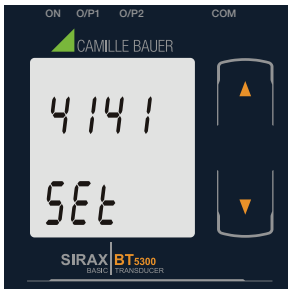 ON O/P1 O/P2 COM
CAMILLE BAUER
4141
SEt
SIRAX BT5300
BASIC TRANSDUCER